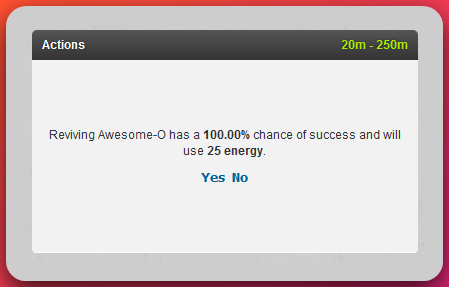 Actions 20m - 250m
Reviving Awesome-O has a 100.00% chance of success and will
use 25 energy.
Yes No